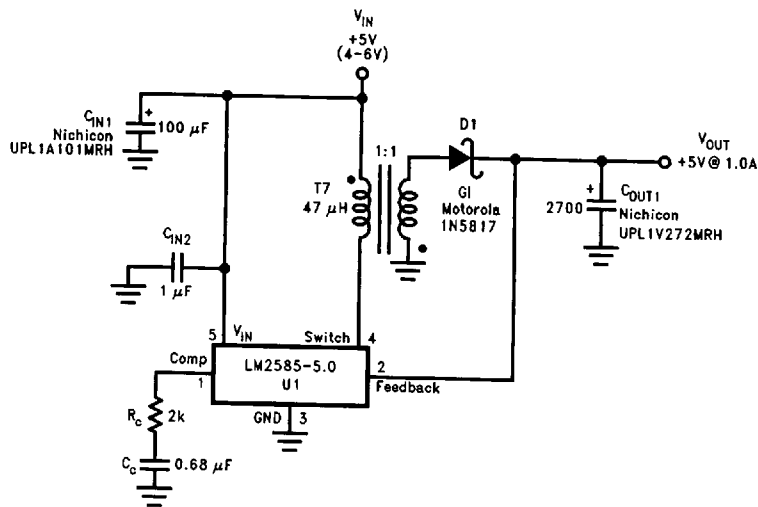 V_IN
+5V
(4-6V)
C_IN1
Nichicon
UPL1A101MRH
+
100 μF
1:1
D1
V_OUT
+5V@ 1.0A
T7
47 μH
GI
Motorola
1N5817
+
2700
C_OUT1
Nichicon
UPL1V272MRH
C_IN2
1 μF
5
V_IN
Switch
4
Comp
1
LM2585-5.0
U1
2
Feedback
GND
3
R_c
2k
C_c
0.68 μF